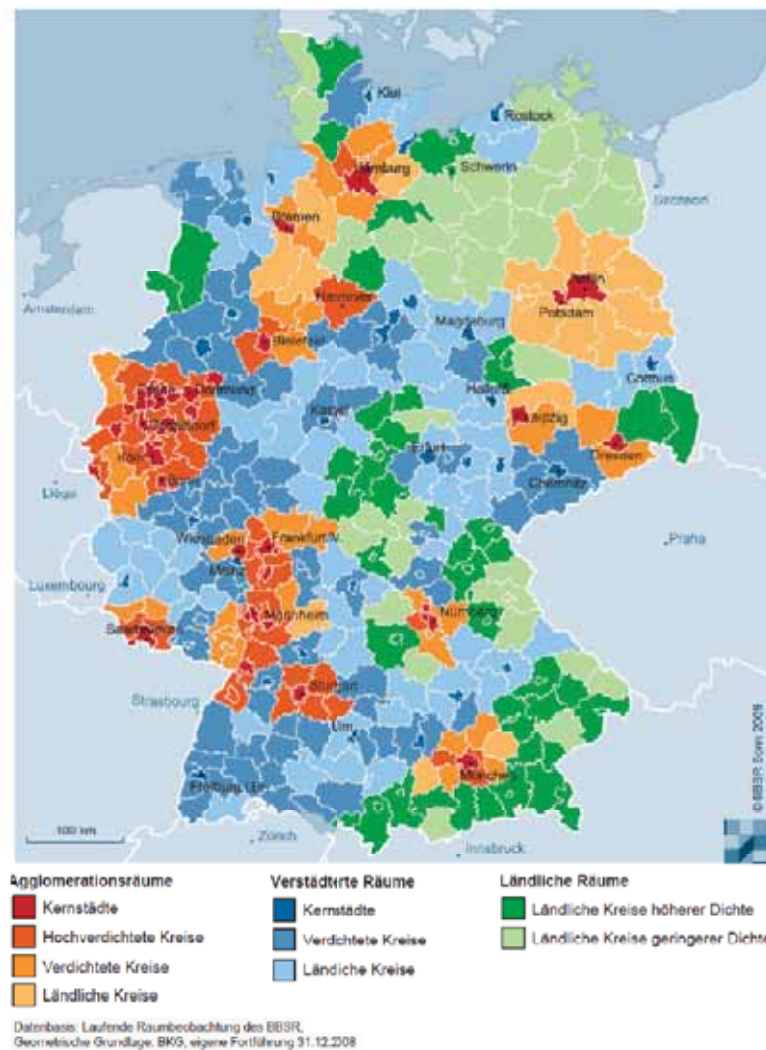 Kiel
Rostock
Hamburg
Schwerin
Szczecin
Bremen
Amsterdam
Hannover
Berlin
Potsdam
Magdeburg
Bielefeld
Cottbus
Essen
Dortmund
Halle/S
Düsseldorf
Kassel
Leipzig
Köln
Erfurt
Dresden
Bonn
Chemnitz
Liège
Wiesbaden
Frankfurt/M.
Praha
Mainz
Luxembourg
Mannheim
Nürnberg
Saarbrücken
Stuttgart
Strasbourg
Ulm
München
Freiburg i.Br.
© BBSR Bonn 2009
100 km
Zürich
Innsbruck
Agglomerationsräume
Kernstädte
Hochverdichtete Kreise
Verdichtete Kreise
Ländliche Kreise
Verstädterte Räume
Kernstädte
Verdichtete Kreise
Ländliche Kreise
Ländliche Räume
Ländliche Kreise höherer Dichte
Ländliche Kreise geringerer Dichte
Datenbasis: Laufende Raumbeobachtung des BBSR,
Geometrische Grundlage: BKG, eigene Fortführung 31.12.2008